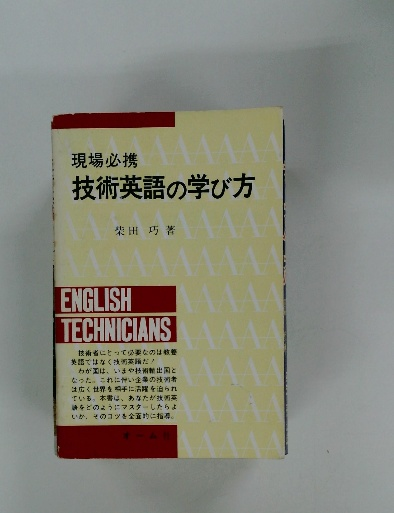 現場必携
技術英語の学び方
柴田 巧著
ENGLISH
TECHNICIANS
技術者にとって必要なのは教養
英語ではなく技術英語だ!
わが国は、いまや技術輸出国と
なった。これに伴い企業の技術者
は広く世界を相手に活躍を迫られ
ている。本書は、あなたが技術英
語をどのようにマスターしたらよ
いか、そのコツを全面的に指導。